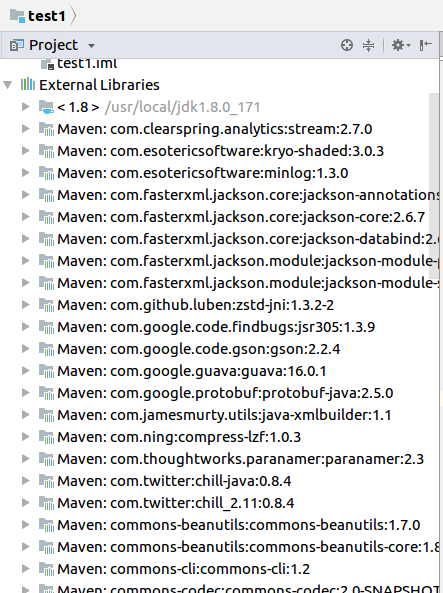 test1
Project
test1.iml
External Libraries
< 1.8 > /usr/local/jdk1.8.0_171
Maven: com.clearspring.analytics:stream:2.7.0
Maven: com.esotericsoftware:kryo-shaded:3.0.3
Maven: com.esotericsoftware:minlog:1.3.0
Maven: com.fasterxml.jackson.core:jackson-annotations
Maven: com.fasterxml.jackson.core:jackson-core:2.6.7
Maven: com.fasterxml.jackson.core:jackson-databind:2.6
Maven: com.fasterxml.jackson.module:jackson-module-p
Maven: com.fasterxml.jackson.module:jackson-module-s
Maven: com.github.luben:zstd-jni:1.3.2-2
Maven: com.google.code.findbugs:jsr305:1.3.9
Maven: com.google.code.gson:gson:2.2.4
Maven: com.google.guava:guava:16.0.1
Maven: com.google.protobuf:protobuf-java:2.5.0
Maven: com.jamesmurty.utils:java-xmlbuilder:1.1
Maven: com.ning:compress-lzf:1.0.3
Maven: com.thoughtworks.paranamer:paranamer:2.3
Maven: com.twitter:chill-java:0.8.4
Maven: com.twitter:chill_2.11:0.8.4
Maven: commons-beanutils:commons-beanutils:1.7.0
Maven: commons-beanutils:commons-beanutils-core:1.8
Maven: commons-cli:commons-cli:1.2
Maven: commons-codec:commons-codec:2.0-SNAPSHOT